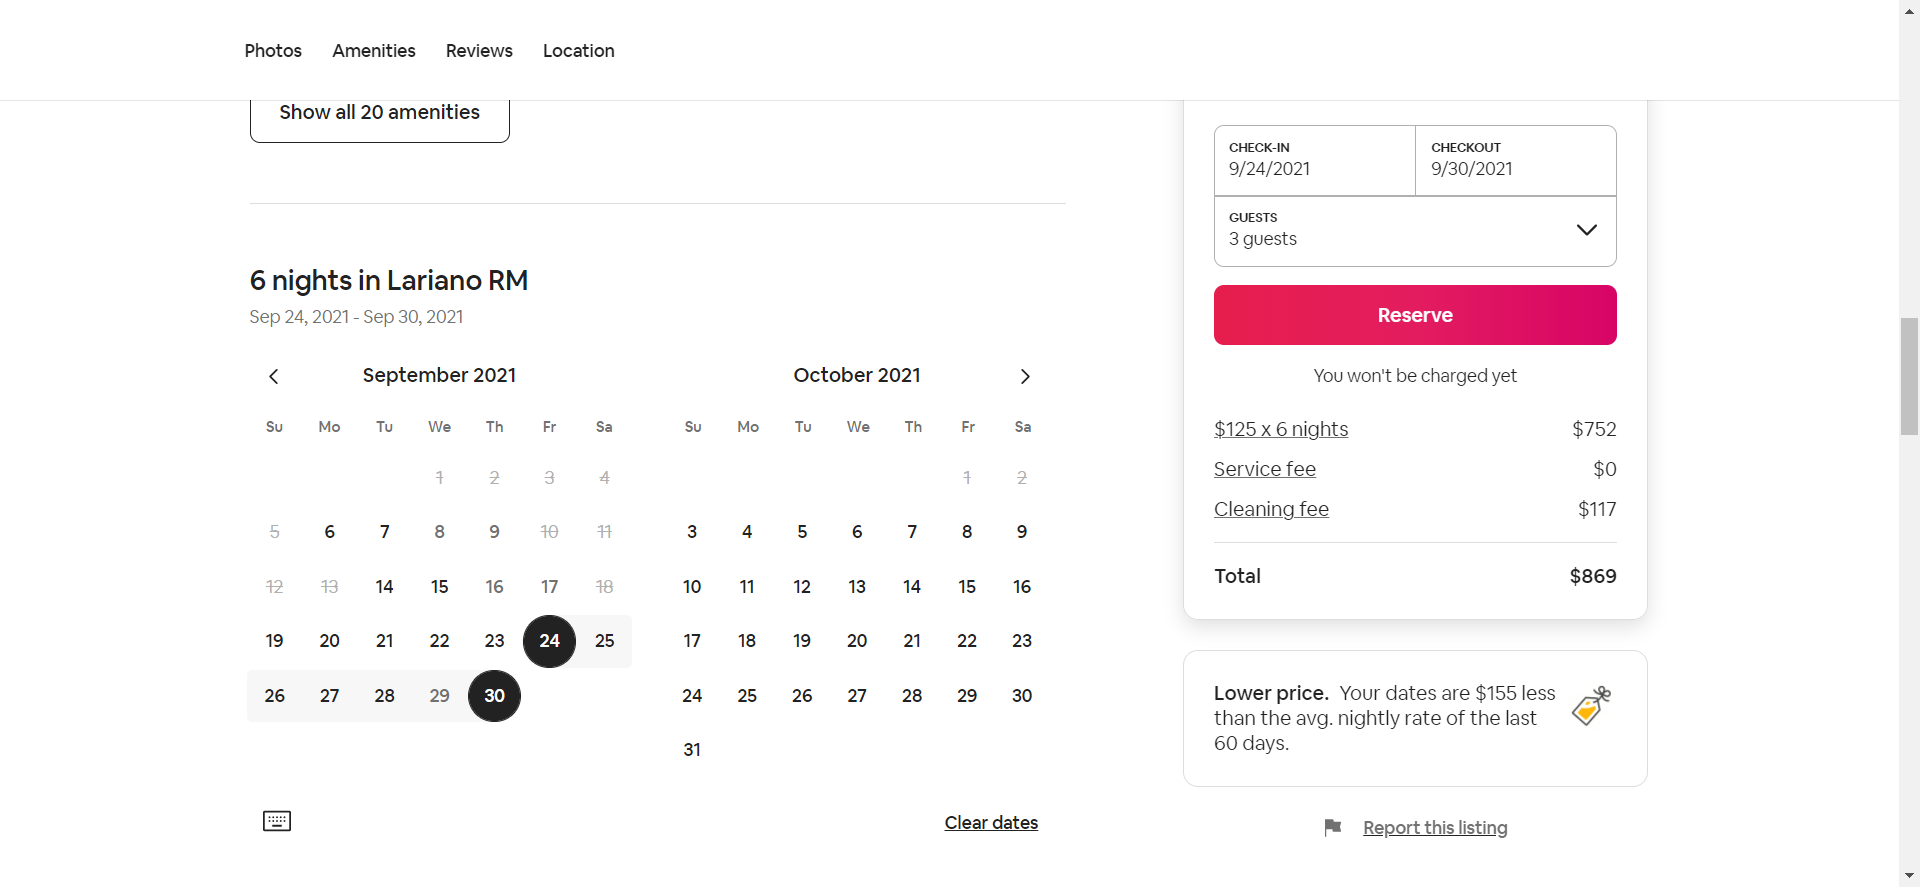 Photos Amenities Reviews Location
Show all 20 amenities
6 nights in Lariano RM
Sep 24, 2021 - Sep 30, 2021
September 2021
Su Mo Tu We Th Fr Sa
1 2 3 4
5 6 7 8 9 10 11
12 13 14 15 16 17 18
19 20 21 22 23 24 25
26 27 28 29 30
October 2021
Su Mo Tu We Th Fr Sa
1 2
3 4 5 6 7 8 9
10 11 12 13 14 15 16
17 18 19 20 21 22 23
24 25 26 27 28 29 30
31
Clear dates
CHECK-IN
9/24/2021
CHECKOUT
9/30/2021
GUESTS
3 guests
Reserve
You won't be charged yet
$125 x 6 nights $752
Service fee $0
Cleaning fee $117
Total $869
Lower price. Your dates are $155 less
than the avg. nightly rate of the last
60 days.
Report this listing